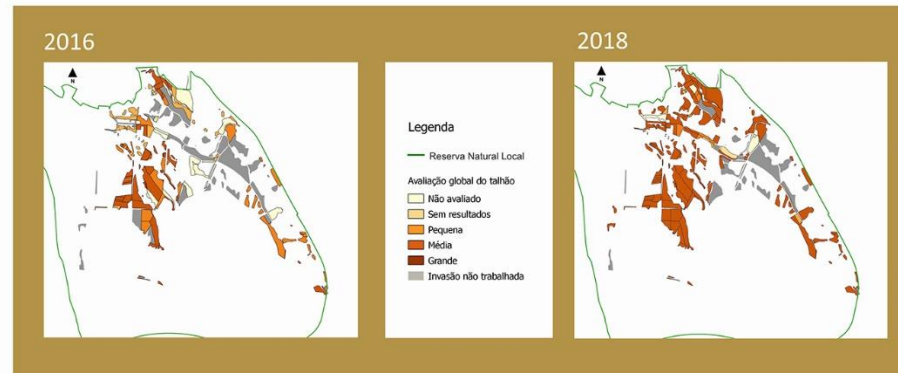 2016
N
Legenda
Reserva Natural Local
Avaliação global do talhão
Não avaliado
Sem resultados
Pequena
Média
Grande
Invasão não trabalhada
2018
N